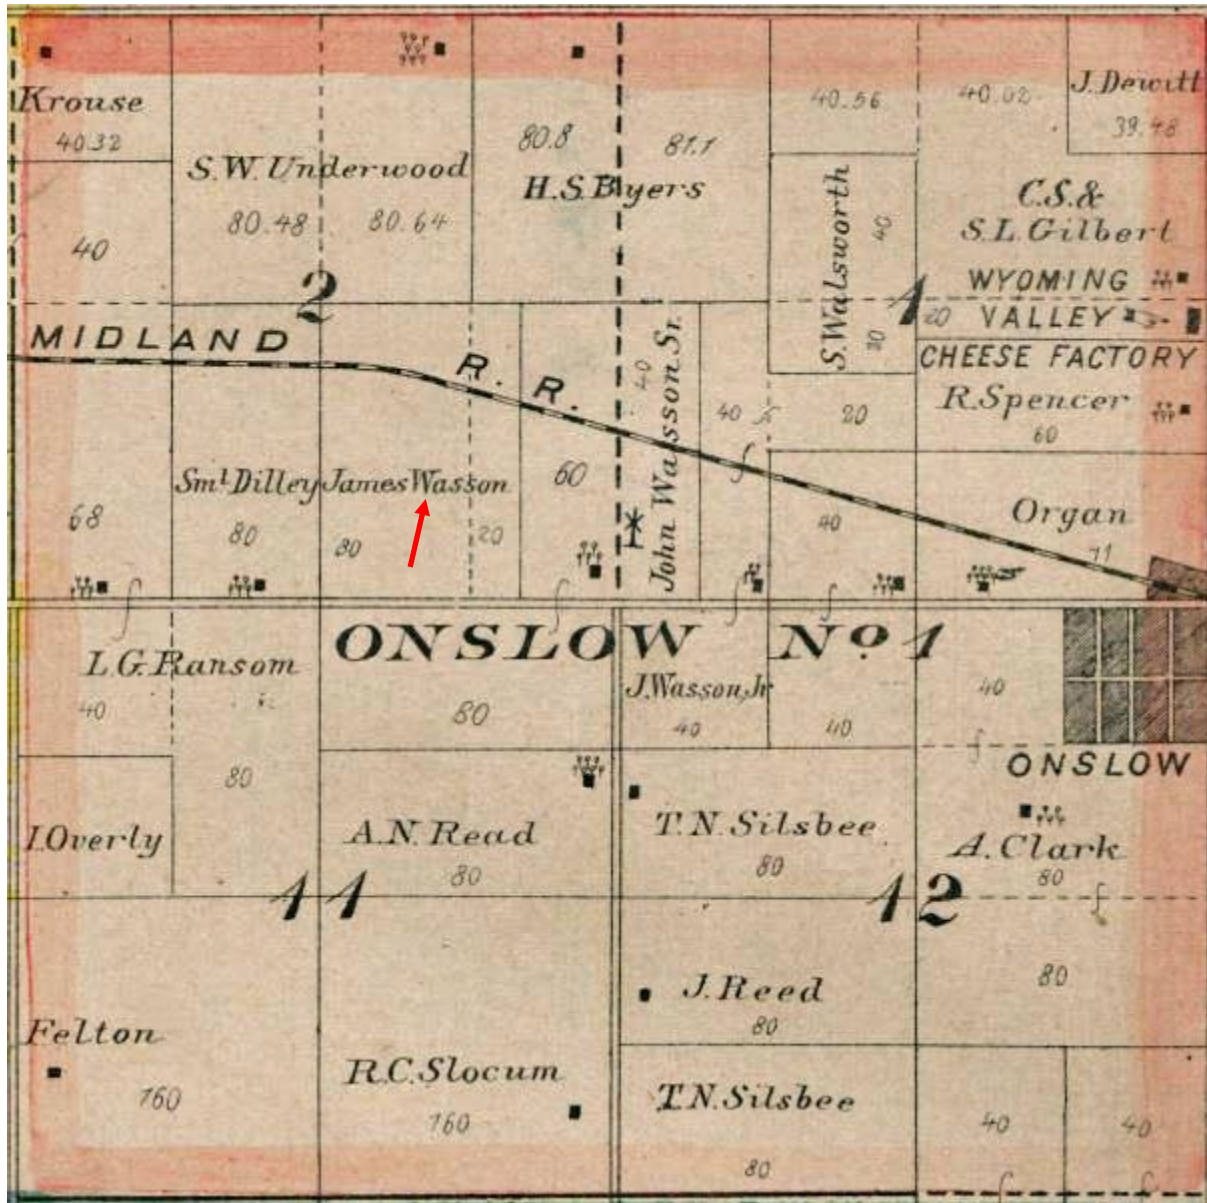 Krouse
40.32
40
S.W. Underwood
80.48 80.64
2
80.8 81.1
H.S. Byers
40.56
S. Walsworth 40
20
40.02
J. Dewitt
39.48
C.S. &
S.L. Gilbert
1
WYOMING
20 VALLEY
CHEESE FACTORY
R. Spencer
60
MIDLAND R. R.
68
Sml. Dilley
80
James Wasson
80 20
60
John Wasson Sr.
40
40
20
40
Organ
71
ONSLOW No 1
L.G. Ransom
40
80
80
J. Wasson, Jr
40
40
40
ONSLOW
I. Overly
A.N. Read
80
T.N. Silsbee
80
A. Clark
80
11
12
Felton
160
R.C. Slocum
160
J. Reed
80
80
T.N. Silsbee
80
40
40